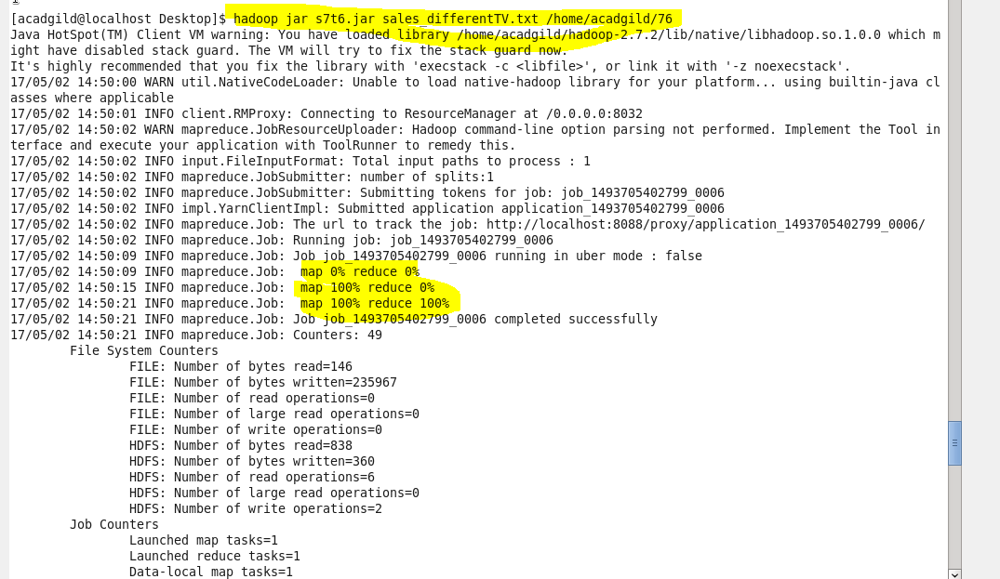 [acadgild@localhost Desktop]$ hadoop jar s7t6.jar sales_differentTV.txt /home/acadgild/76
Java HotSpot(TM) Client VM warning: You have loaded library /home/acadgild/hadoop-2.7.2/lib/native/libhadoop.so.1.0.0 which m
ight have disabled stack guard. The VM will try to fix the stack guard now.
It's highly recommended that you fix the library with 'execstack -c <libfile>', or link it with '-z noexecstack'.
17/05/02 14:50:00 WARN util.NativeCodeLoader: Unable to load native-hadoop library for your platform... using builtin-java cl
asses where applicable
17/05/02 14:50:01 INFO client.RMProxy: Connecting to ResourceManager at /0.0.0.0:8032
17/05/02 14:50:02 WARN mapreduce.JobResourceUploader: Hadoop command-line option parsing not performed. Implement the Tool in
terface and execute your application with ToolRunner to remedy this.
17/05/02 14:50:02 INFO input.FileInputFormat: Total input paths to process : 1
17/05/02 14:50:02 INFO mapreduce.JobSubmitter: number of splits:1
17/05/02 14:50:02 INFO mapreduce.JobSubmitter: Submitting tokens for job: job_1493705402799_0006
17/05/02 14:50:02 INFO impl.YarnClientImpl: Submitted application application_1493705402799_0006
17/05/02 14:50:02 INFO mapreduce.Job: The url to track the job: http://localhost:8088/proxy/application_1493705402799_0006/
17/05/02 14:50:02 INFO mapreduce.Job: Running job: job_1493705402799_0006
17/05/02 14:50:09 INFO mapreduce.Job: Job job_1493705402799_0006 running in uber mode : false
17/05/02 14:50:09 INFO mapreduce.Job:  map 0% reduce 0%
17/05/02 14:50:15 INFO mapreduce.Job:  map 100% reduce 0%
17/05/02 14:50:21 INFO mapreduce.Job:  map 100% reduce 100%
17/05/02 14:50:21 INFO mapreduce.Job: Job job_1493705402799_0006 completed successfully
17/05/02 14:50:21 INFO mapreduce.Job: Counters: 49
File System Counters
FILE: Number of bytes read=146
FILE: Number of bytes written=235967
FILE: Number of read operations=0
FILE: Number of large read operations=0
FILE: Number of write operations=0
HDFS: Number of bytes read=838
HDFS: Number of bytes written=360
HDFS: Number of read operations=6
HDFS: Number of large read operations=0
HDFS: Number of write operations=2
Job Counters
Launched map tasks=1
Launched reduce tasks=1
Data-local map tasks=1